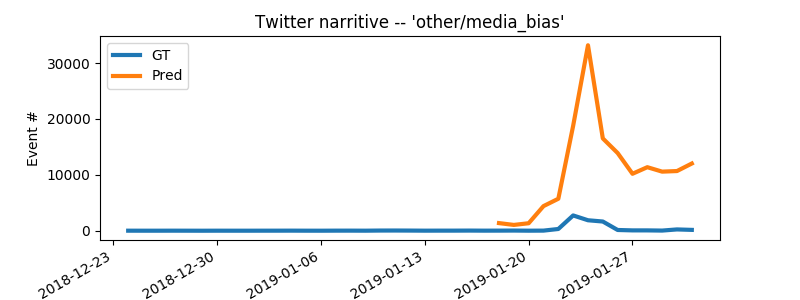 Twitter narritive -- 'other/media_bias'
GT
Pred
Event #
30000
20000
10000
0
2018-12-23
2018-12-30
2019-01-06
2019-01-13
2019-01-20
2019-01-27